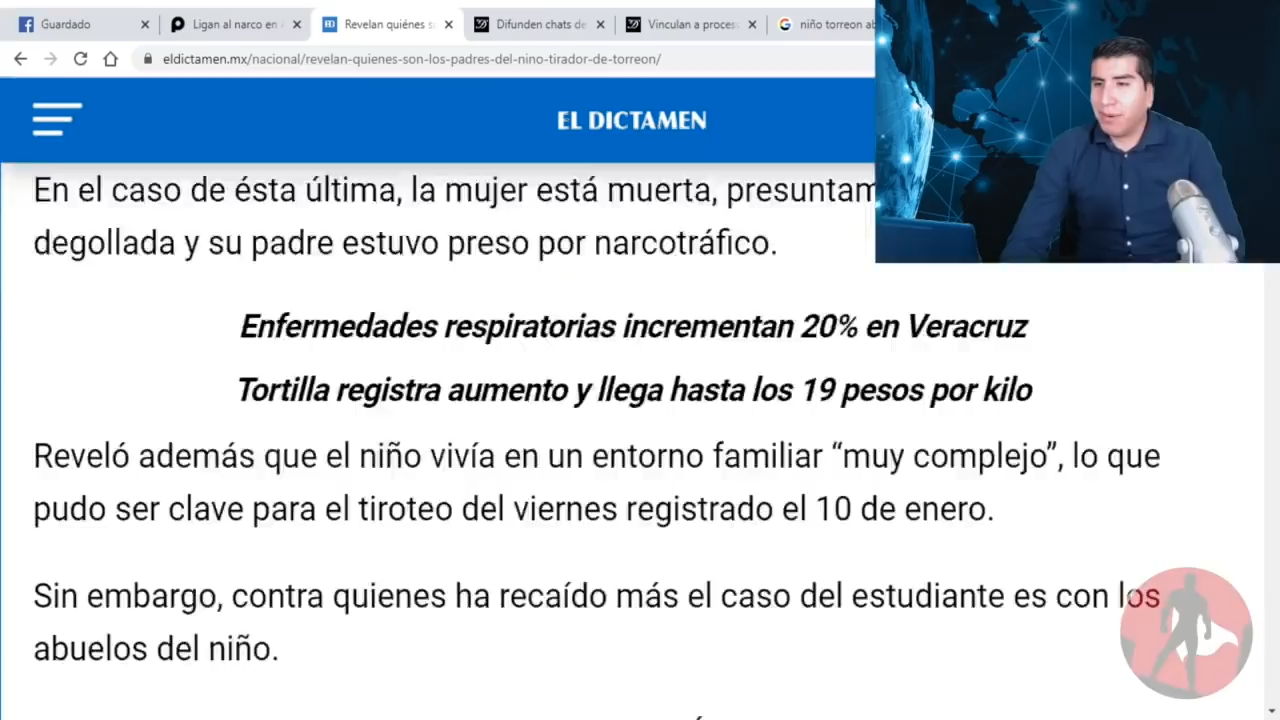 Guardado
Ligan al narco en
Revelan quiénes s
Difunden chats de
Vinculan a proces
niño torreon ab
eldictamen.mx/nacional/revelan-quienes-son-los-padres-del-nino-tirador-de-torreon/
EL DICTAMEN
En el caso de ésta última, la mujer está muerta, presuntam
degollada y su padre estuvo preso por narcotráfico.
Enfermedades respiratorias incrementan 20% en Veracruz
Tortilla registra aumento y llega hasta los 19 pesos por kilo
Reveló además que el niño vivía en un entorno familiar “muy complejo”, lo que
pudo ser clave para el tiroteo del viernes registrado el 10 de enero.
Sin embargo, contra quienes ha recaído más el caso del estudiante es con los
abuelos del niño.